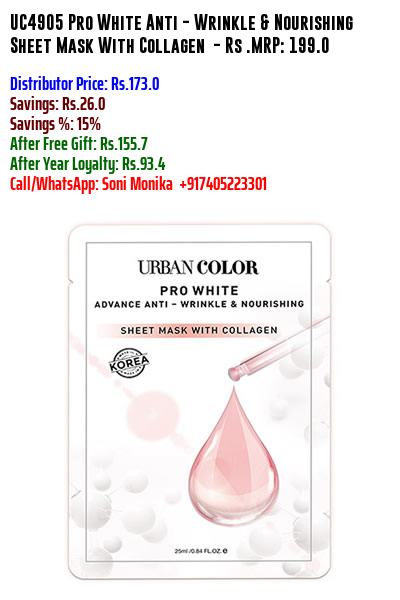 UC4905 Pro White Anti - Wrinkle & Nourishing
Sheet Mask With Collagen - Rs .MRP: 199.0
Distributor Price: Rs.173.0
Savings: Rs.26.0
Savings %: 15%
After Free Gift: Rs.155.7
After Year Loyalty: Rs.93.4
Call/WhatsApp: Soni Monika +917405223301
URBAN COLOR
PRO WHITE
ADVANCE ANTI - WRINKLE & NOURISHING
SHEET MASK WITH COLLAGEN
MADE IN
KOREA
25ml /0.84 FL.OZ. e